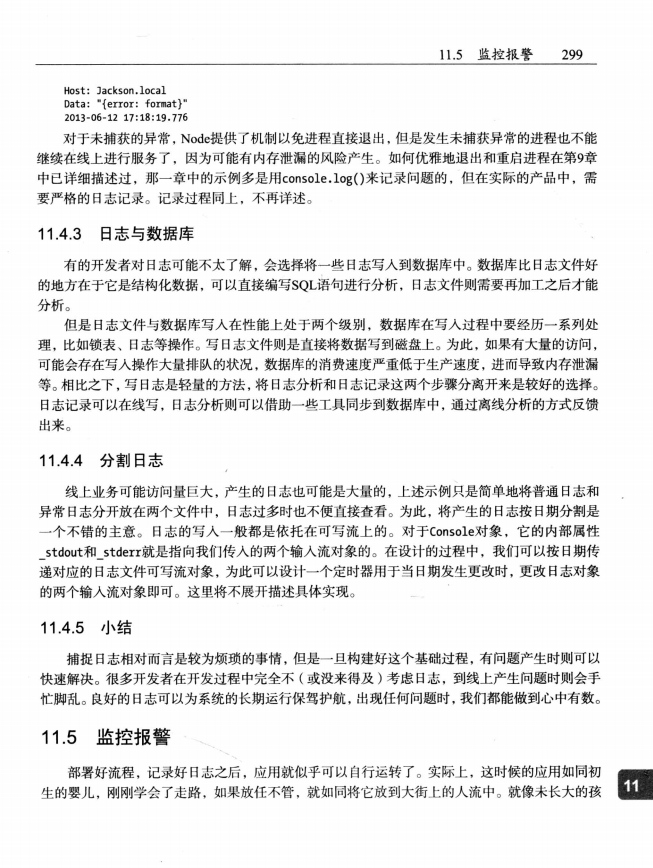 11.5 监控报警 299
Host: Jackson.local
Data: "{error: format}"
2013-06-12 17:18:19.776
对于未捕获的异常，Node提供了机制以免进程直接退出，但是发生未捕获异常的进程也不能
继续在线上进行服务了，因为可能有内存泄漏的风险产生。如何优雅地退出和重启进程在第9章
中已详细描述过，那一章中的示例多是用console.log()来记录问题的，但在实际的产品中，需
要严格的日志记录。记录过程同上，不再详述。
11.4.3 日志与数据库
有的开发者对日志可能不太了解，会选择将一些日志写入到数据库中。数据库比日志文件好
的地方在于它是结构化数据，可以直接编写SQL语句进行分析，日志文件则需要再加工之后才能
分析。
但是日志文件与数据库写入在性能上处于两个级别，数据库在写入过程中要经历一系列处
理，比如锁表、日志等操作。写日志文件则是直接将数据写到磁盘上。为此，如果有大量的访问，
可能会存在写入操作大量排队的状况，数据库的消费速度严重低于生产速度，进而导致内存泄漏
等。相比之下，写日志是轻量的方法，将日志分析和日志记录这两个步骤分离开来是较好的选择。
日志记录可以在线写，日志分析则可以借助一些工具同步到数据库中，通过离线分析的方式反馈
出来。
11.4.4 分割日志
线上业务可能访问量巨大，产生的日志也可能是大量的，上述示例只是简单地将普通日志和
异常日志分开放在两个文件中，日志过多时也不便直接查看。为此，将产生的日志按日期分割是
一个不错的主意。日志的写入一般都是依托在可写流上的。对于Console对象，它的内部属性
_stdout和_stderr就是指向我们传入的两个输入流对象的。在设计的过程中，我们可以按日期传
递对应的日志文件可写流对象，为此可以设计一个定时器用于当日期发生更改时，更改日志对象
的两个输入流对象即可。这里将不展开描述具体实现。
11.4.5 小结
捕捉日志相对而言是较为烦琐的事情，但是一旦构建好这个基础过程，有问题产生时则可以
快速解决。很多开发者在开发过程中完全不（或没来得及）考虑日志，到线上产生问题时则会手
忙脚乱。良好的日志可以为系统的长期运行保驾护航，出现任何问题时，我们都能做到心中有数。
11.5 监控报警
部署好流程，记录好日志之后，应用就似乎可以自行运转了。实际上，这时候的应用如同初
生的婴儿，刚刚学会了走路，如果放任不管，就如同将它放到大街上的人流中。就像未长大的孩
11